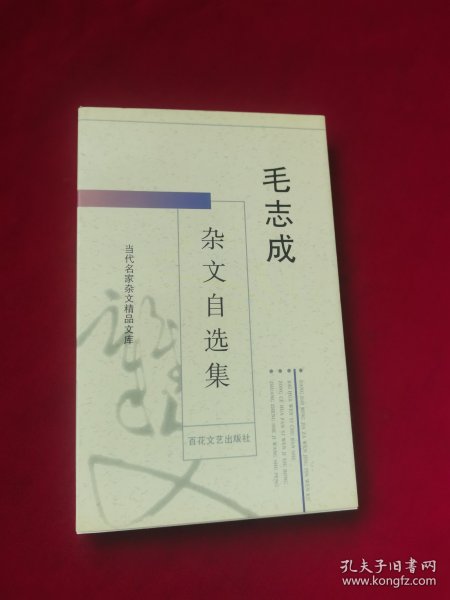 毛志成
杂文自选集
当代名家杂文精品文库
百花文艺出版社
孔夫子旧书网
www.kongfz.com